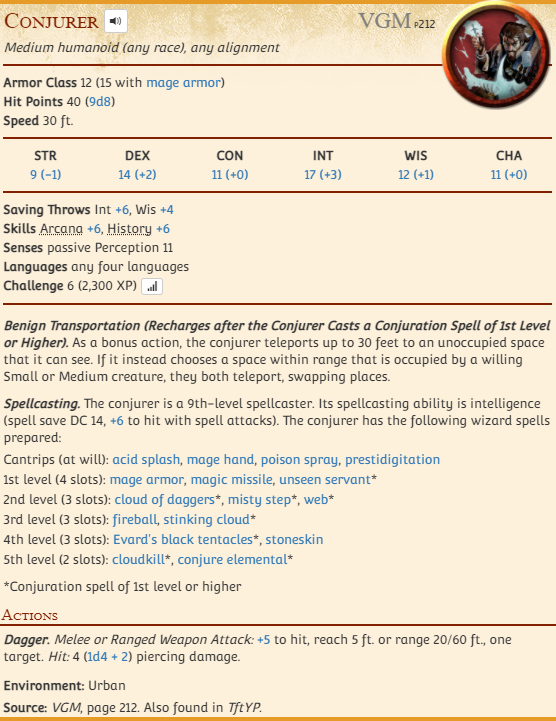 Conjurer VGM p212
Medium humanoid (any race), any alignment
Armor Class 12 (15 with mage armor)
Hit Points 40 (9d8)
Speed 30 ft.
STR DEX CON INT WIS CHA
9 (−1) 14 (+2) 11 (+0) 17 (+3) 12 (+1) 11 (+0)
Saving Throws Int +6, Wis +4
Skills Arcana +6, History +6
Senses passive Perception 11
Languages any four languages
Challenge 6 (2,300 XP)
Benign Transportation (Recharges after the Conjurer Casts a Conjuration Spell of 1st Level
or Higher). As a bonus action, the conjurer teleports up to 30 feet to an unoccupied space
that it can see. If it instead chooses a space within range that is occupied by a willing
Small or Medium creature, they both teleport, swapping places.
Spellcasting. The conjurer is a 9th-level spellcaster. Its spellcasting ability is intelligence
(spell save DC 14, +6 to hit with spell attacks). The conjurer has the following wizard spells
prepared:
Cantrips (at will): acid splash, mage hand, poison spray, prestidigitation
1st level (4 slots): mage armor, magic missile, unseen servant*
2nd level (3 slots): cloud of daggers*, misty step*, web*
3rd level (3 slots): fireball, stinking cloud*
4th level (3 slots): Evard's black tentacles*, stoneskin
5th level (2 slots): cloudkill*, conjure elemental*
*Conjuration spell of 1st level or higher
Actions
Dagger. Melee or Ranged Weapon Attack: +5 to hit, reach 5 ft. or range 20/60 ft., one
target. Hit: 4 (1d4 + 2) piercing damage.
Environment: Urban
Source: VGM, page 212. Also found in TftYP.